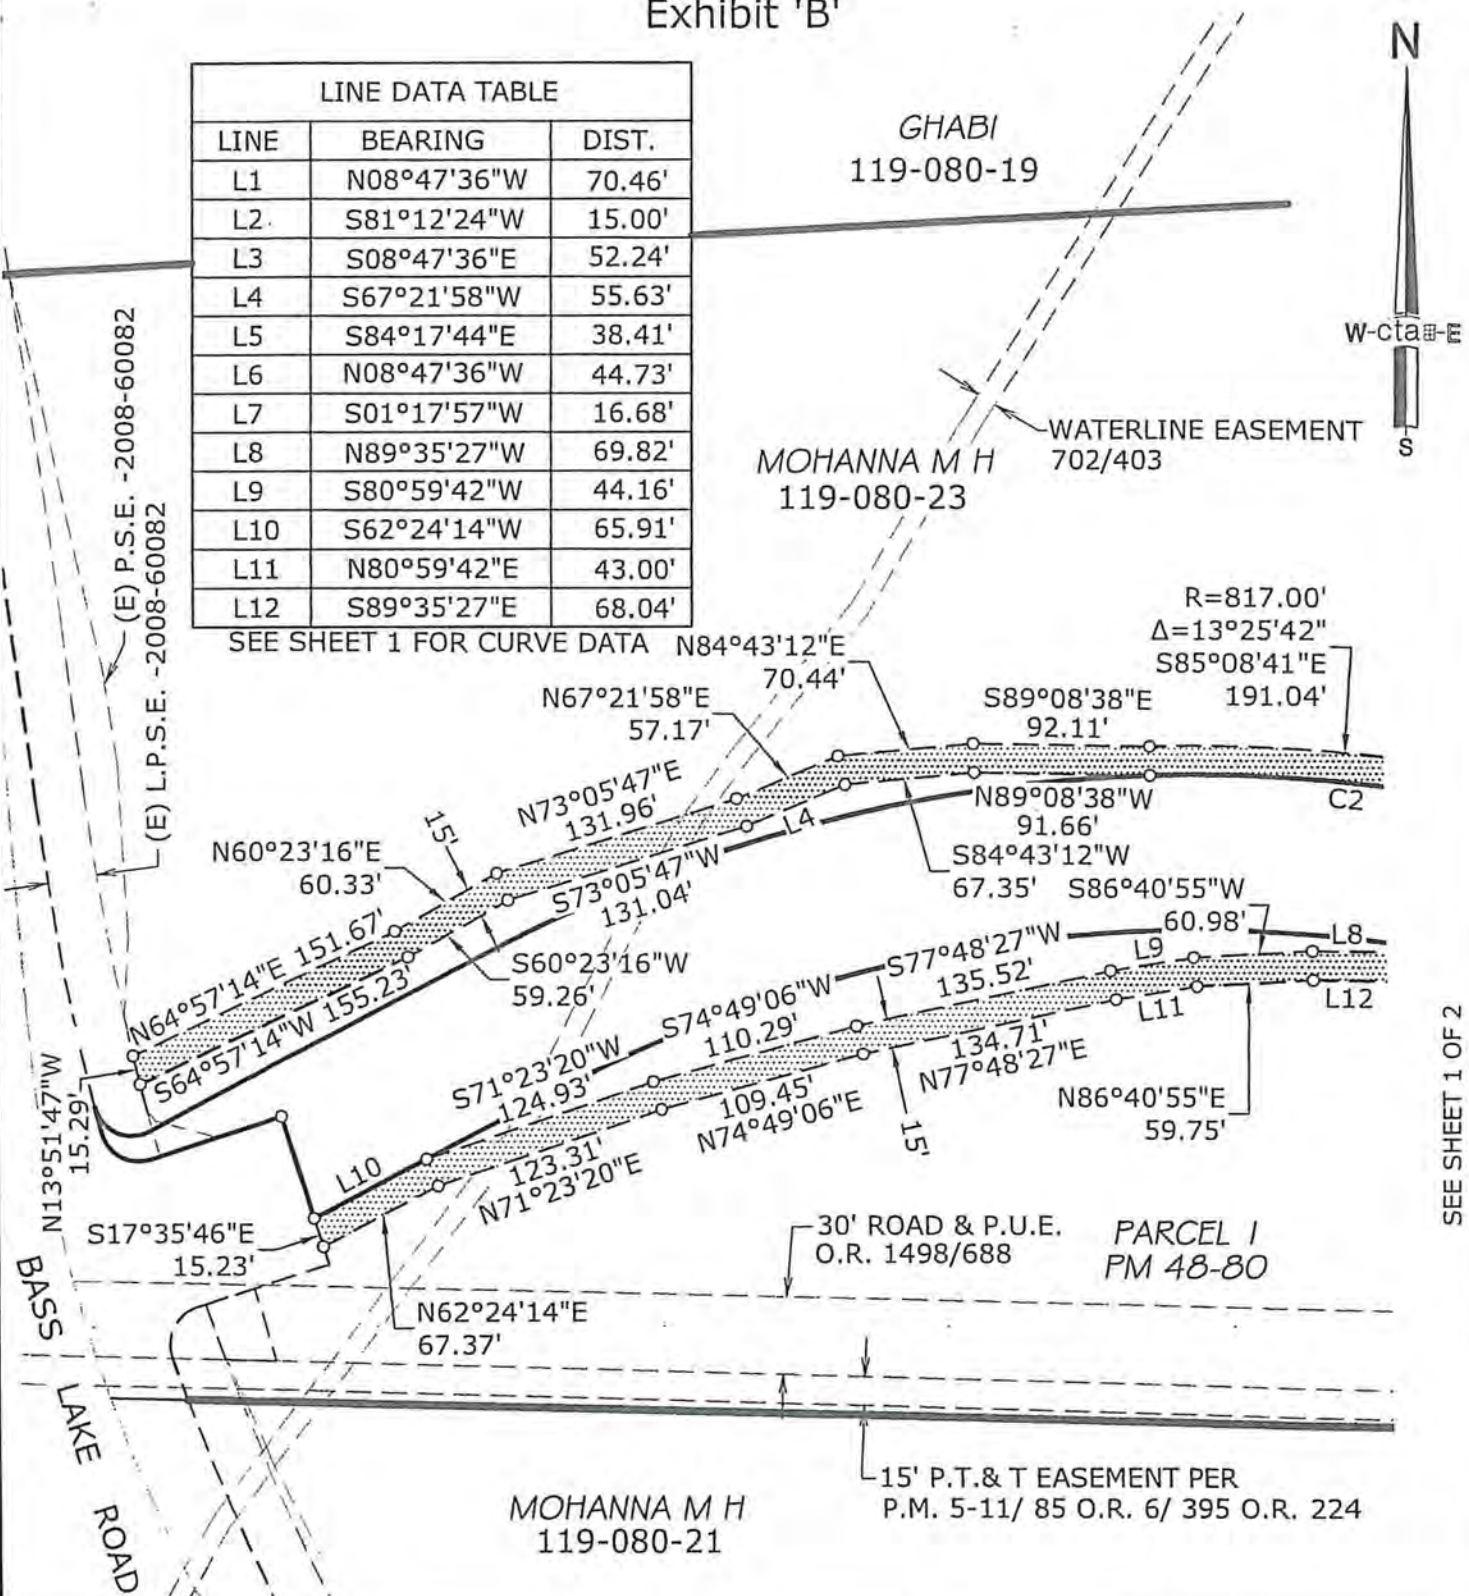 Exhibit 'B'
N
LINE DATA TABLE
LINE BEARING DIST.
L1 N08°47'36"W 70.46'
L2 S81°12'24"W 15.00'
L3 S08°47'36"E 52.24'
L4 S67°21'58"W 55.63'
L5 S84°17'44"E 38.41'
L6 N08°47'36"W 44.73'
L7 S01°17'57"W 16.68'
L8 N89°35'27"W 69.82'
L9 S80°59'42"W 44.16'
L10 S62°24'14"W 65.91'
L11 N80°59'42"E 43.00'
L12 S89°35'27"E 68.04'
SEE SHEET 1 FOR CURVE DATA
GHABI
119-080-19
W-cta-E
S
WATERLINE EASEMENT
702/403
MOHANNA M H
119-080-23
(E) P.S.E. -2008-60082
(E) L.P.S.E. -2008-60082
R=817.00'
Δ=13°25'42"
S85°08'41"E
191.04'
N84°43'12"E
70.44'
N67°21'58"E
57.17'
S89°08'38"E
92.11'
N73°05'47"E
131.96'
15'
N60°23'16"E
60.33'
N89°08'38"W
91.66'
C2
L4
S84°43'12"W
67.35'
S73°05'47"W
131.04'
S86°40'55"W
60.98'
N64°57'14"E 151.67'
S64°57'14"W 155.23'
S60°23'16"W
59.26'
S77°48'27"W
135.52'
L9
L8
S74°49'06"W
110.29'
L11
L12
134.71'
N77°48'27"E
S71°23'20"W
124.93'
109.45'
N74°49'06"E
15'
N86°40'55"E
59.75'
N13°51'47"W
15.29'
L10
123.31'
N71°23'20"E
S17°35'46"E
15.23'
30' ROAD & P.U.E.
O.R. 1498/688
PARCEL 1
PM 48-80
SEE SHEET 1 OF 2
N62°24'14"E
67.37'
BASS LAKE ROAD
15' P.T.& T EASEMENT PER
P.M. 5-11/ 85 O.R. 6/ 395 O.R. 224
MOHANNA M H
119-080-21